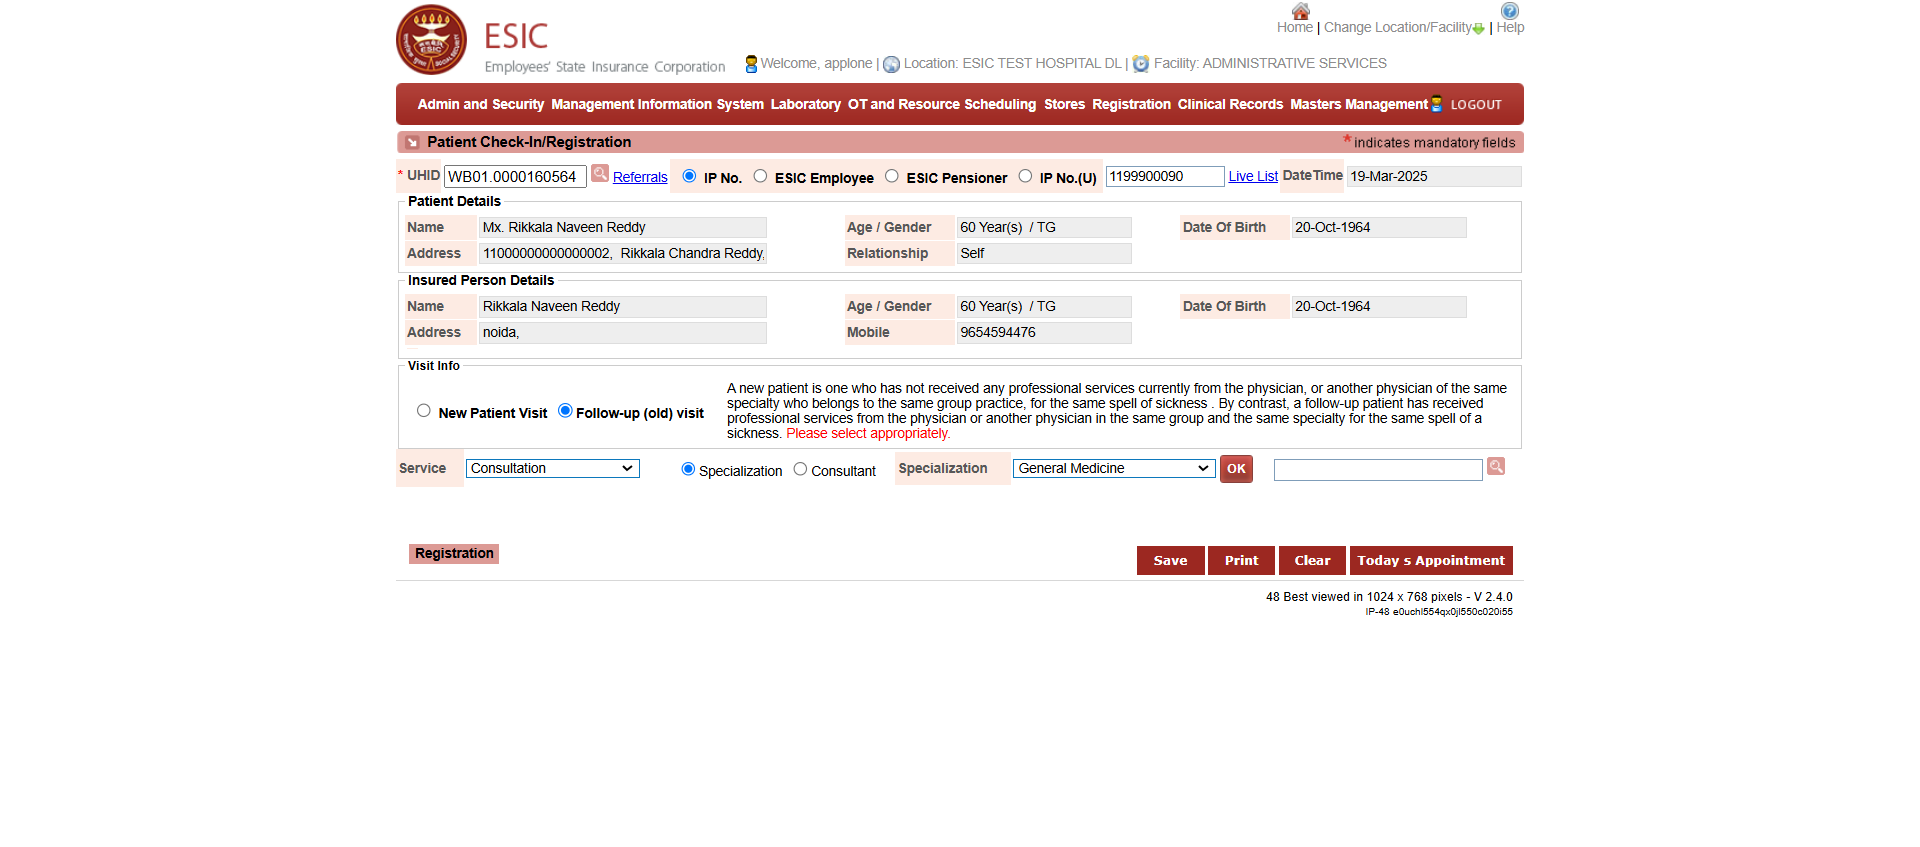 ESIC
Employees' State Insurance Corporation
Home | Change Location/Facility | Help
Welcome, applone | Location: ESIC TEST HOSPITAL DL | Facility: ADMINISTRATIVE SERVICES
Admin and Security Management Information System Laboratory OT and Resource Scheduling Stores Registration Clinical Records Masters Management LOGOUT
Patient Check-In/Registration * indicates mandatory fields
* UHID WB01.0000160564 Referrals IP No. ESIC Employee ESIC Pensioner IP No.(U) 1199900090 Live List DateTime 19-Mar-2025
Patient Details
Name Mx. Rikkala Naveen Reddy Age / Gender 60 Year(s) / TG Date Of Birth 20-Oct-1964
Address 11000000000000002, Rikkala Chandra Reddy, Relationship Self
Insured Person Details
Name Rikkala Naveen Reddy Age / Gender 60 Year(s) / TG Date Of Birth 20-Oct-1964
Address noida, Mobile 9654594476
Visit Info
New Patient Visit Follow-up (old) visit
A new patient is one who has not received any professional services currently from the physician, or another physician of the same
specialty who belongs to the same group practice, for the same spell of sickness . By contrast, a follow-up patient has received
professional services from the physician or another physician in the same group and the same specialty for the same spell of a
sickness. Please select appropriately.
Service Consultation Specialization Consultant Specialization General Medicine OK
Registration Save Print Clear Today s Appointment
48 Best viewed in 1024 x 768 pixels - V 2.4.0
IP-48 e0uchl554qx0jl550c020i55